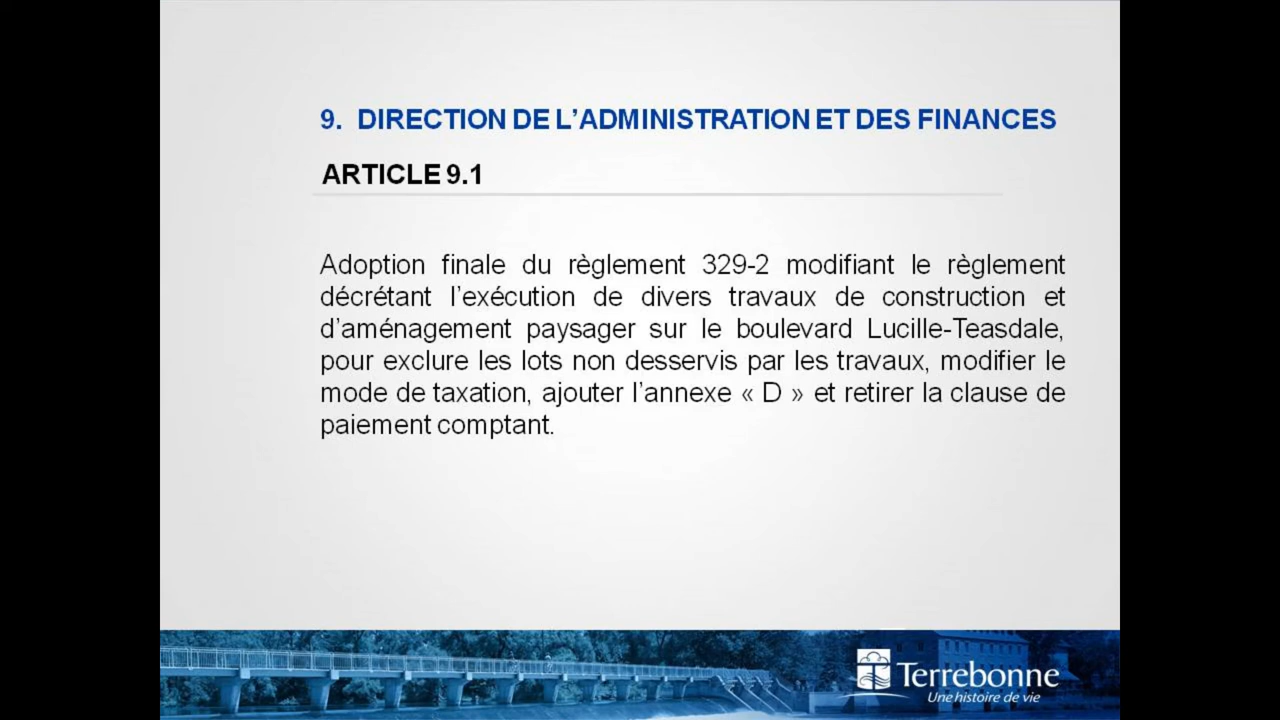 9. DIRECTION DE L’ADMINISTRATION ET DES FINANCES
ARTICLE 9.1
Adoption finale du règlement 329-2 modifiant le règlement
décrétant l’exécution de divers travaux de construction et
d’aménagement paysager sur le boulevard Lucille-Teasdale,
pour exclure les lots non desservis par les travaux, modifier le
mode de taxation, ajouter l’annexe « D » et retirer la clause de
paiement comptant.
Terrebonne
Une histoire de vie